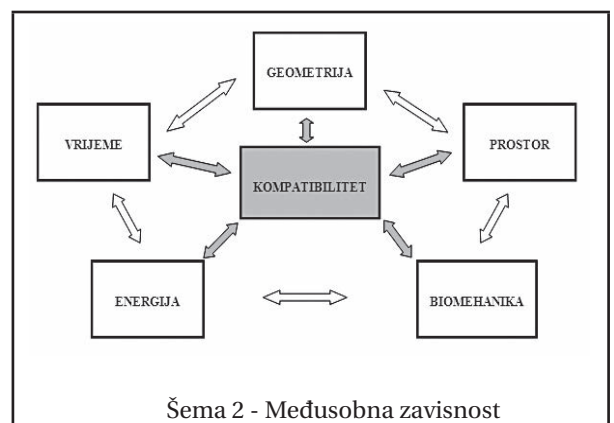 GEOMETRIJA
VRIJEME
PROSTOR
KOMPATIBILITET
ENERGIJA
BIOMEHANIKA
Šema 2 - Međusobna zavisnost